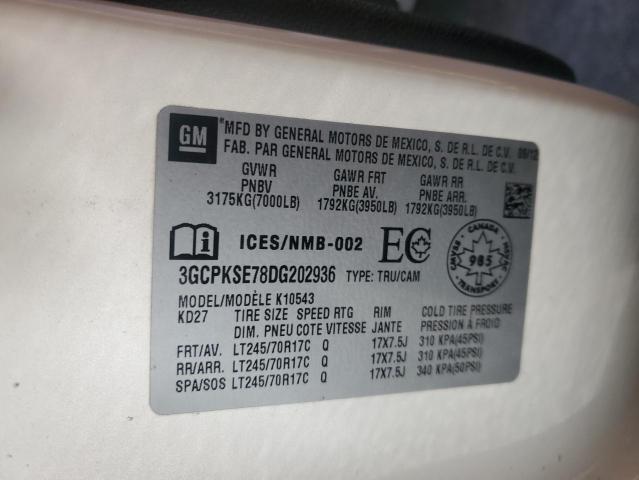 GM
*MFD BY GENERAL MOTORS DE MEXICO, S. DE R.L. DE C.V. 09/12
FAB. PAR GENERAL MOTORS DE MEXICO, S. DE R.L. DE C.V.
GVWR GAWR FRT GAWR RR
PNBV PNBE AV. PNBE ARR.
3175KG(7000LB) 1792KG(3950LB) 1792KG(3950LB)
ICES/NMB-002 EC
CANADA
CMVSS NSVAC
985
TRANSPORT
3GCPKSE78DG202936 TYPE: TRU/CAM
MODEL/MODÈLE K10543
KD27 TIRE SIZE SPEED RTG RIM COLD TIRE PRESSURE
DIM. PNEU COTE VITESSE JANTE PRESSION À FROID
FRT/AV. LT245/70R17C Q 17X7.5J 310 KPA(45PSI)
RR/ARR. LT245/70R17C Q 17X7.5J 310 KPA(45PSI)
SPA/SOS LT245/70R17C Q 17X7.5J 340 KPA(50PSI)